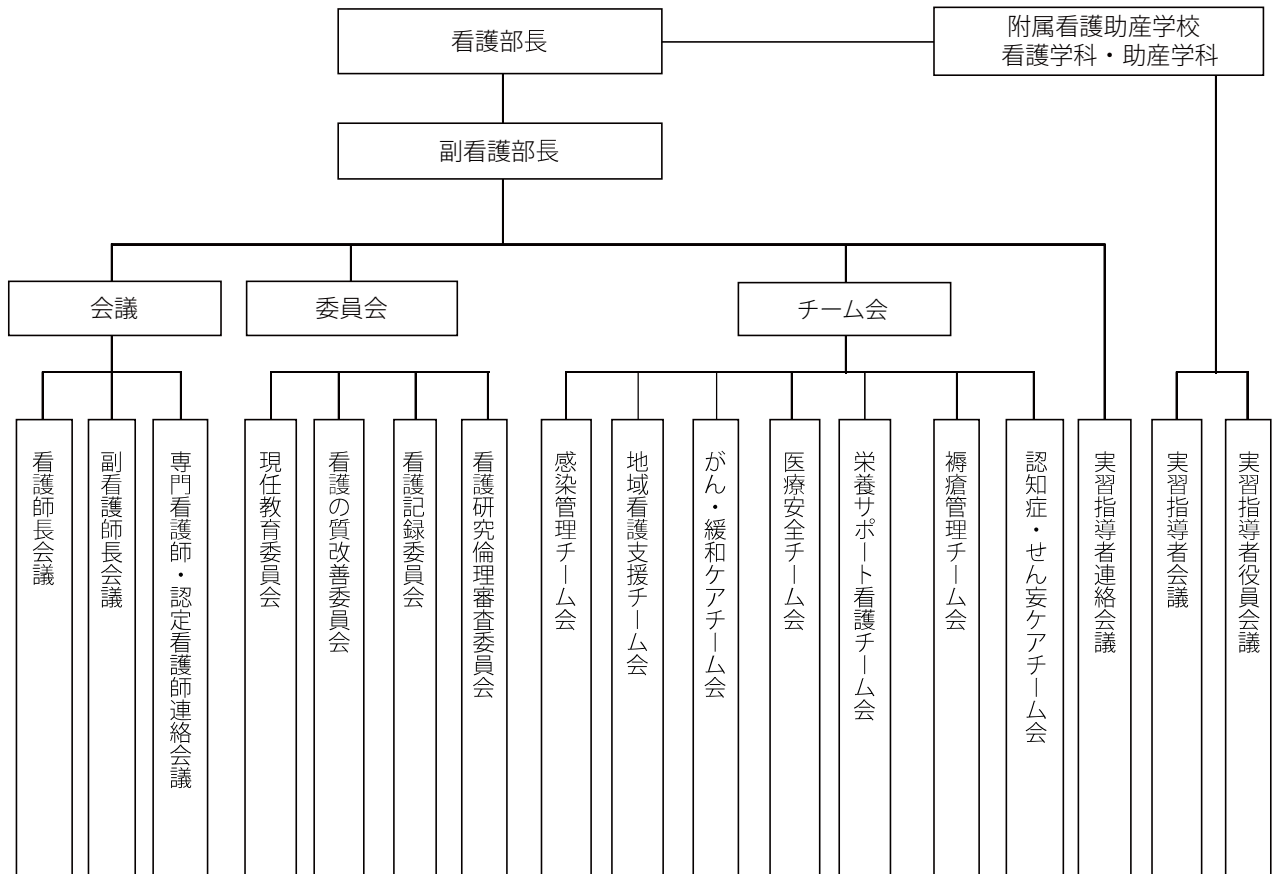 看護部長
附属看護助産学校
看護学科・助産学科
副看護部長
会議
委員会
チーム会
看護師長会議
副看護師長会議
専門看護師・認定看護師連絡会議
現任教育委員会
看護の質改善委員会
看護記録委員会
看護研究倫理審査委員会
感染管理チーム会
地域看護支援チーム会
がん・緩和ケアチーム会
医療安全チーム会
栄養サポート看護チーム会
褥瘡管理チーム会
認知症・せん妄ケアチーム会
実習指導者連絡会議
実習指導者会議
実習指導者役員会議